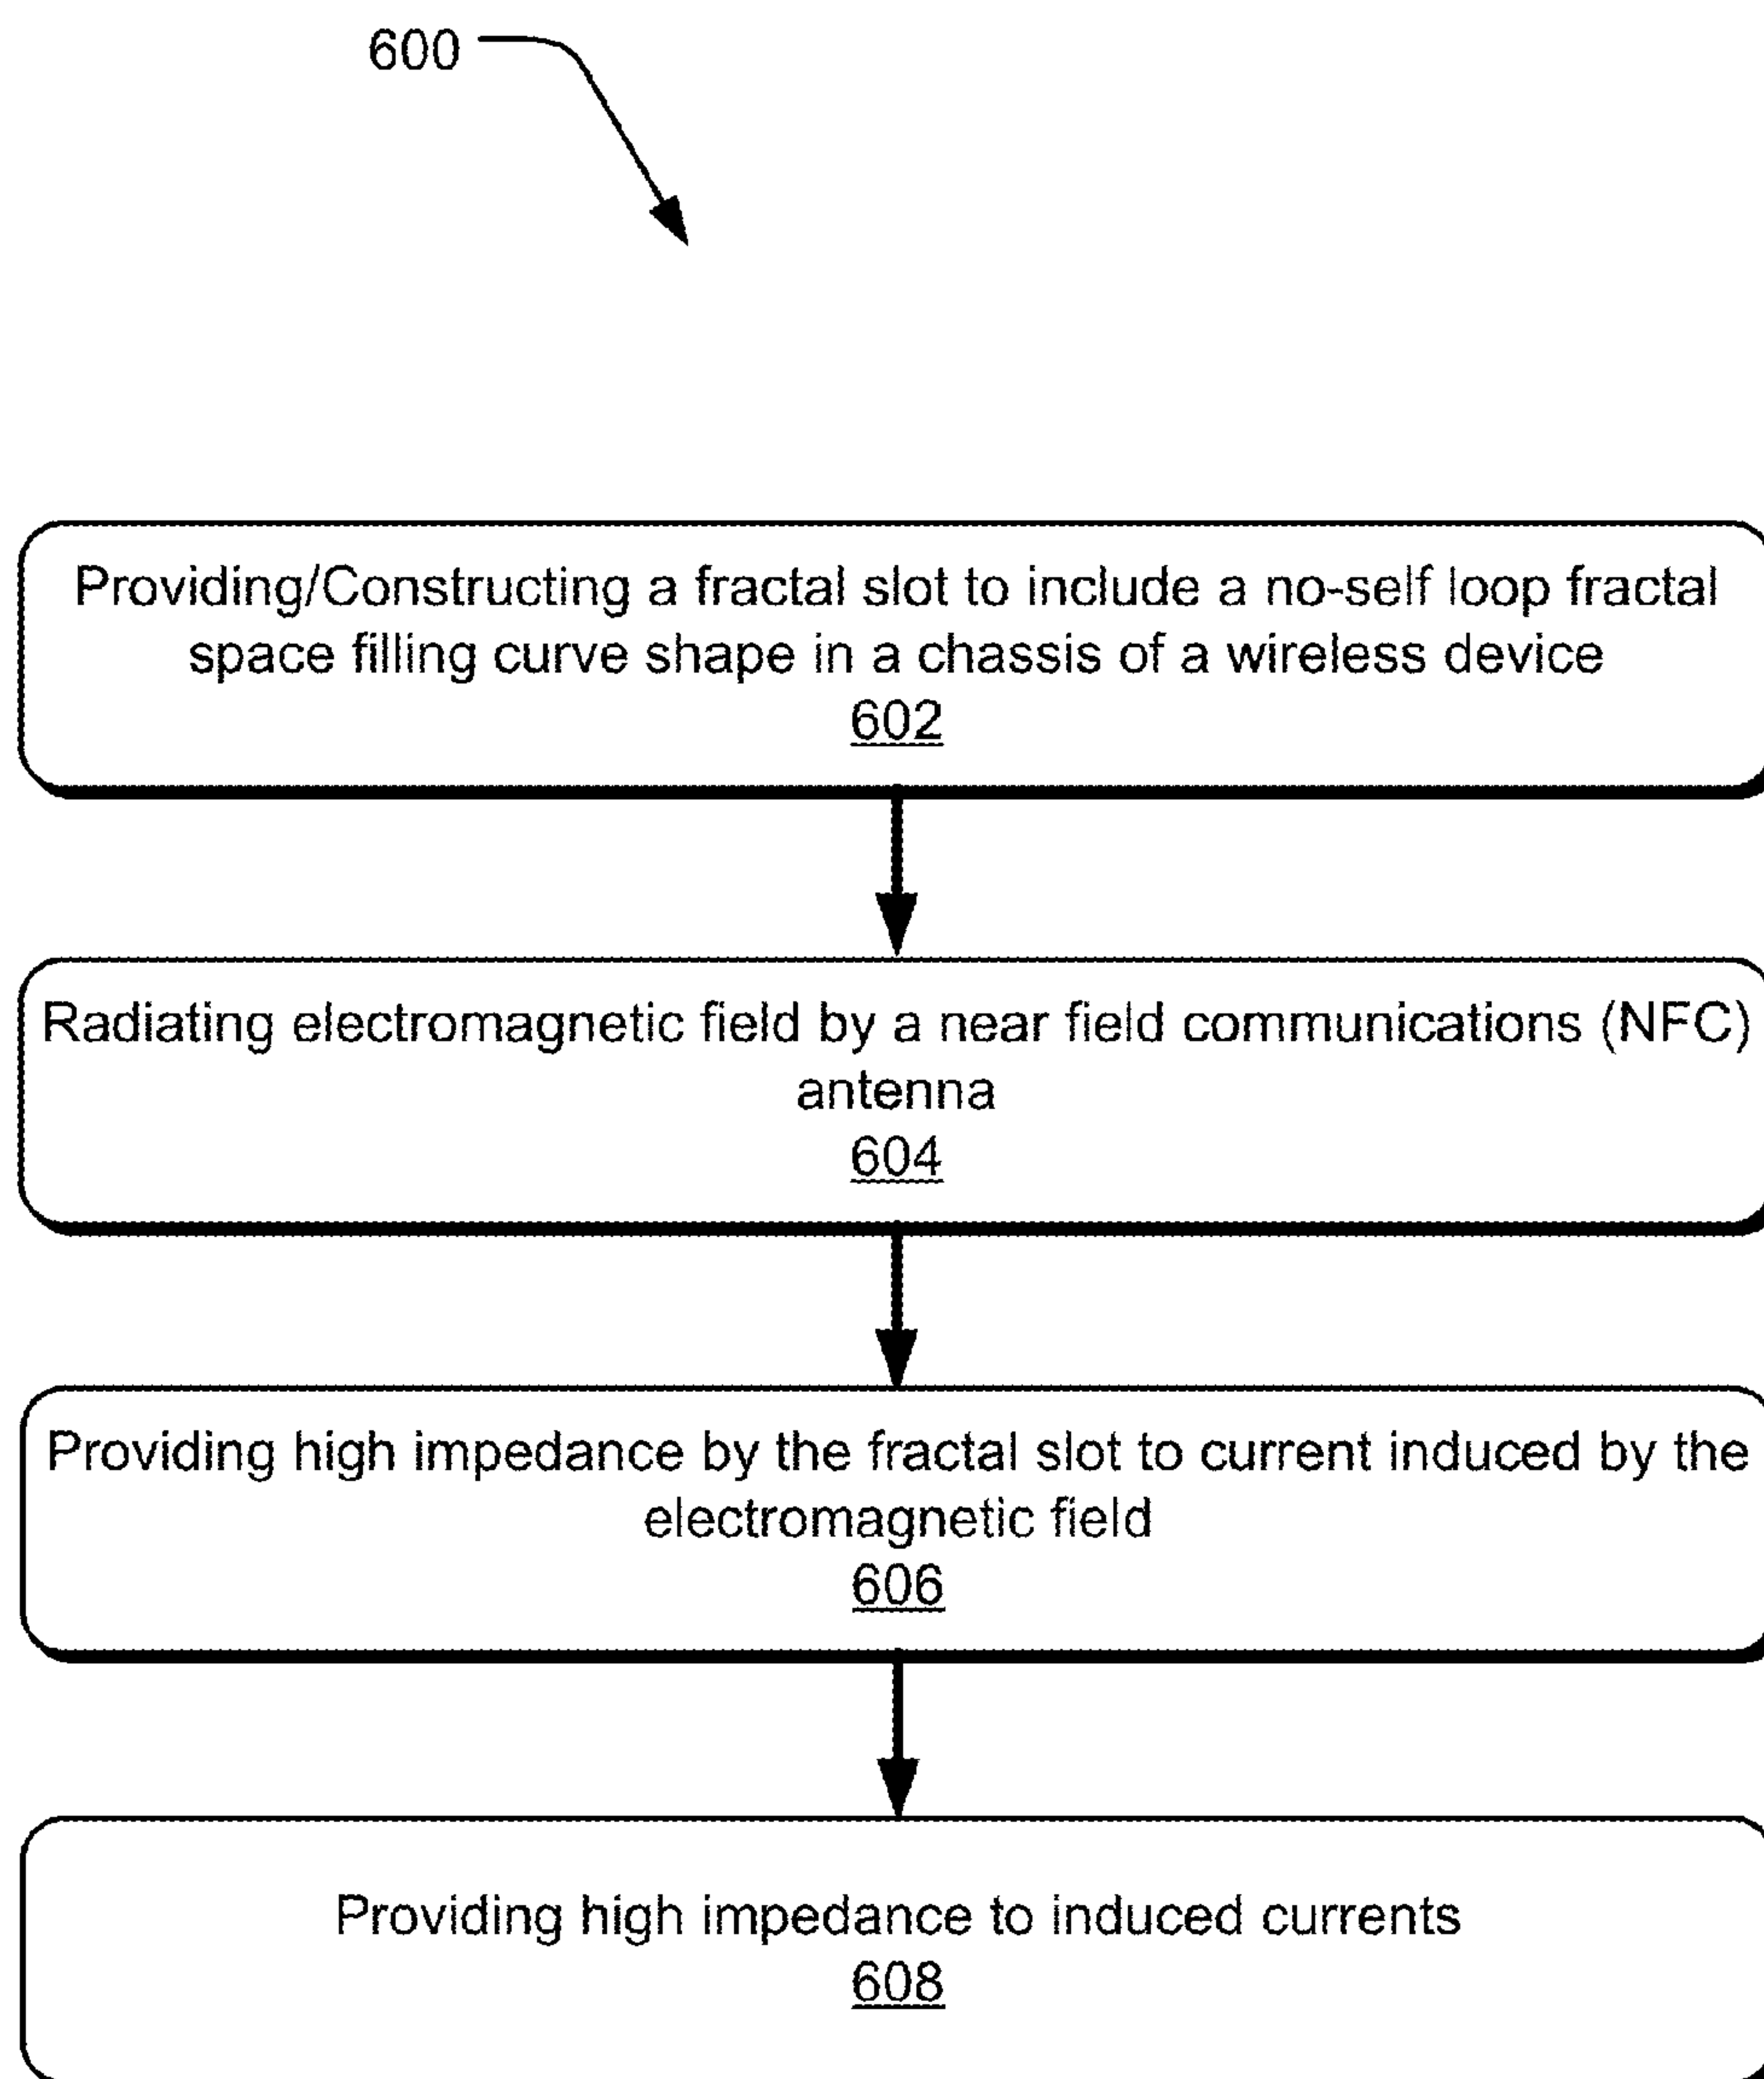 600
Providing/Constructing a fractal slot to include a no-self loop fractal
space filling curve shape in a chassis of a wireless device
602
Radiating electromagnetic field by a near field communications (NFC)
antenna
604
Providing high impedance by the fractal slot to current induced by the
electromagnetic field
606
Providing high impedance to induced currents
608